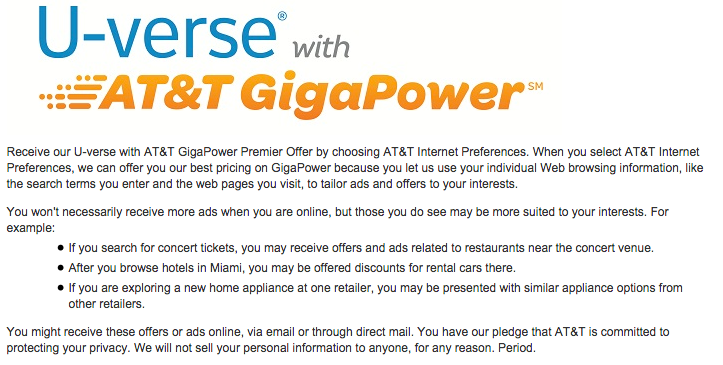 U-verse® with
AT&T GigaPower℠
Receive our U-verse with AT&T GigaPower Premier Offer by choosing AT&T Internet Preferences. When you select AT&T Internet
Preferences, we can offer you our best pricing on GigaPower because you let us use your individual Web browsing information, like
the search terms you enter and the web pages you visit, to tailor ads and offers to your interests.
You won't necessarily receive more ads when you are online, but those you do see may be more suited to your interests. For
example:
● If you search for concert tickets, you may receive offers and ads related to restaurants near the concert venue.
● After you browse hotels in Miami, you may be offered discounts for rental cars there.
● If you are exploring a new home appliance at one retailer, you may be presented with similar appliance options from
other retailers.
You might receive these offers or ads online, via email or through direct mail. You have our pledge that AT&T is committed to
protecting your privacy. We will not sell your personal information to anyone, for any reason. Period.